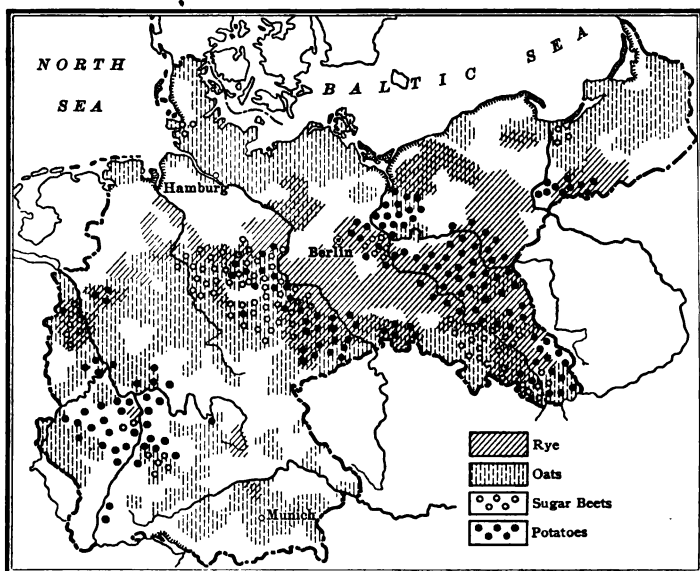 NORTH
SEA
BALTIC SEA
Hamburg
Berlin
Munich
Rye
Oats
Sugar Beets
Potatoes